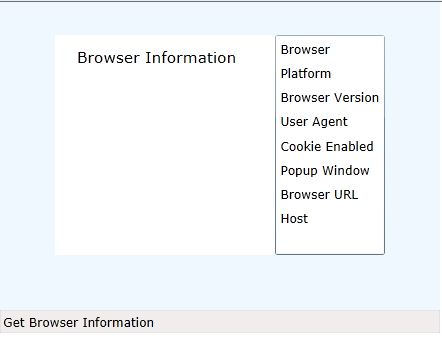 Browser Information
Browser
Platform
Browser Version
User Agent
Cookie Enabled
Popup Window
Browser URL
Host
Get Browser Information